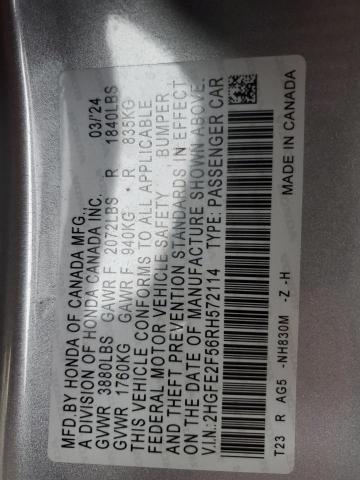 MFD.BY HONDA OF CANADA MFG.,
A DIVISION OF HONDA CANADA INC. 03/'24
GVWR 3880LBS GAWR F 2072LBS R 1840LBS
GVWR 1760KG GAWR F 940KG R 835KG
THIS VEHICLE CONFORMS TO ALL APPLICABLE
FEDERAL MOTOR VEHICLE SAFETY BUMPER
AND THEFT PREVENTION STANDARDS IN EFFECT
ON THE DATE OF MANUFACTURE SHOWN ABOVE.
V.I.N.:2HGFE2F56RH572114 TYPE: PASSENGER CAR
T23 R AG5 -NH830M -Z -H
MADE IN CANADA